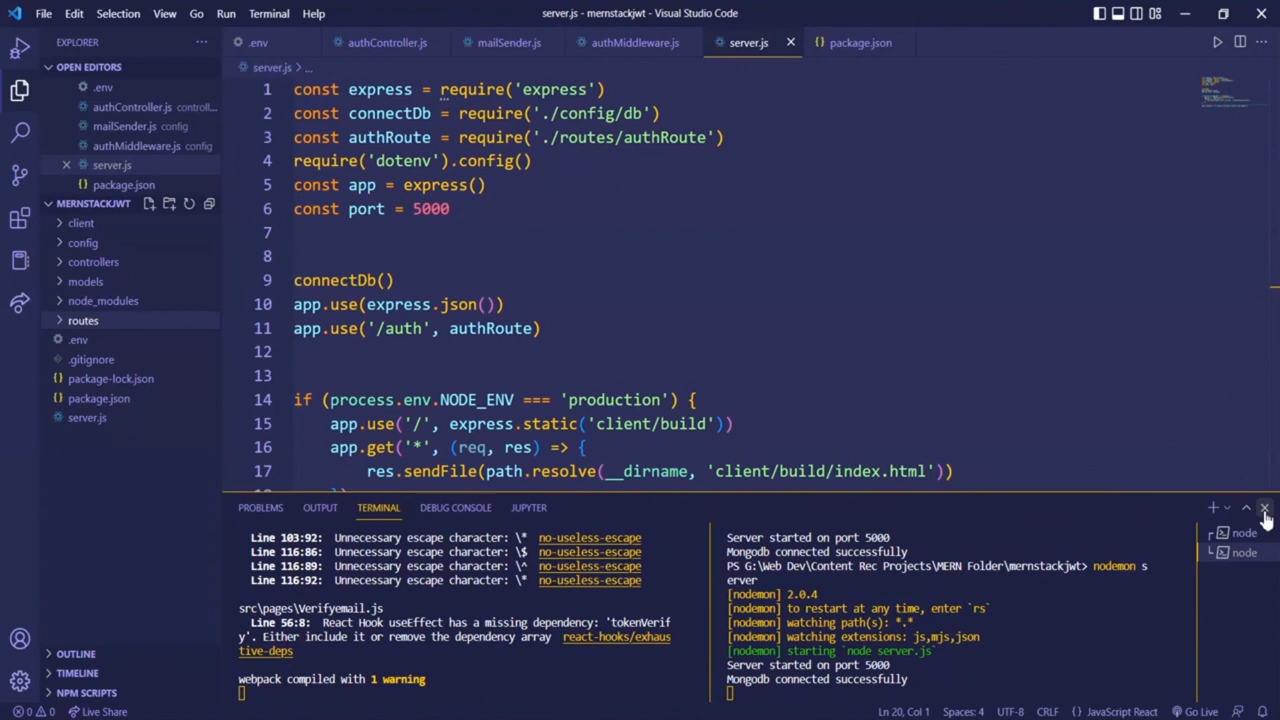 File Edit Selection View Go Run Terminal Help
server.js - mernstackjwt - Visual Studio Code
EXPLORER
OPEN EDITORS
.env
authController.js controll...
mailSender.js config
authMiddleware.js config
server.js
package.json
MERNSTACKJWT
client
config
controllers
models
node_modules
routes
.env
.gitignore
package-lock.json
package.json
server.js
OUTLINE
TIMELINE
NPM SCRIPTS
.env authController.js mailSender.js authMiddleware.js server.js package.json
server.js > ...
1 const express = require('express')
2 const connectDb = require('./config/db')
3 const authRoute = require('./routes/authRoute')
4 require('dotenv').config()
5 const app = express()
6 const port = 5000
7
8
9 connectDb()
10 app.use(express.json())
11 app.use('/auth', authRoute)
12
13
14 if (process.env.NODE_ENV === 'production') {
15 app.use('/', express.static('client/build'))
16 app.get('*', (req, res) => {
17 res.sendFile(path.resolve(__dirname, 'client/build/index.html'))
PROBLEMS OUTPUT TERMINAL DEBUG CONSOLE JUPYTER
Line 103:92: Unnecessary escape character: \* no-useless-escape
Line 116:86: Unnecessary escape character: \$ no-useless-escape
Line 116:89: Unnecessary escape character: \^ no-useless-escape
Line 116:92: Unnecessary escape character: \* no-useless-escape
src\pages\Verifyemail.js
Line 56:8: React Hook useEffect has a missing dependency: 'tokenVerif
y'. Either include it or remove the dependency array react-hooks/exhaus
tive-deps
webpack compiled with 1 warning
Server started on port 5000
Mongodb connected successfully
PS G:\Web Dev\Content Rec Projects\MERN Folder\mernstackjwt> nodemon s
erver
[nodemon] 2.0.4
[nodemon] to restart at any time, enter `rs`
[nodemon] watching path(s): *.*
[nodemon] watching extensions: js,mjs,json
[nodemon] starting `node server.js`
Server started on port 5000
Mongodb connected successfully
node
node
0 0 Live Share
Ln 20, Col 1 Spaces: 4 UTF-8 CRLF {} JavaScript React Go Live